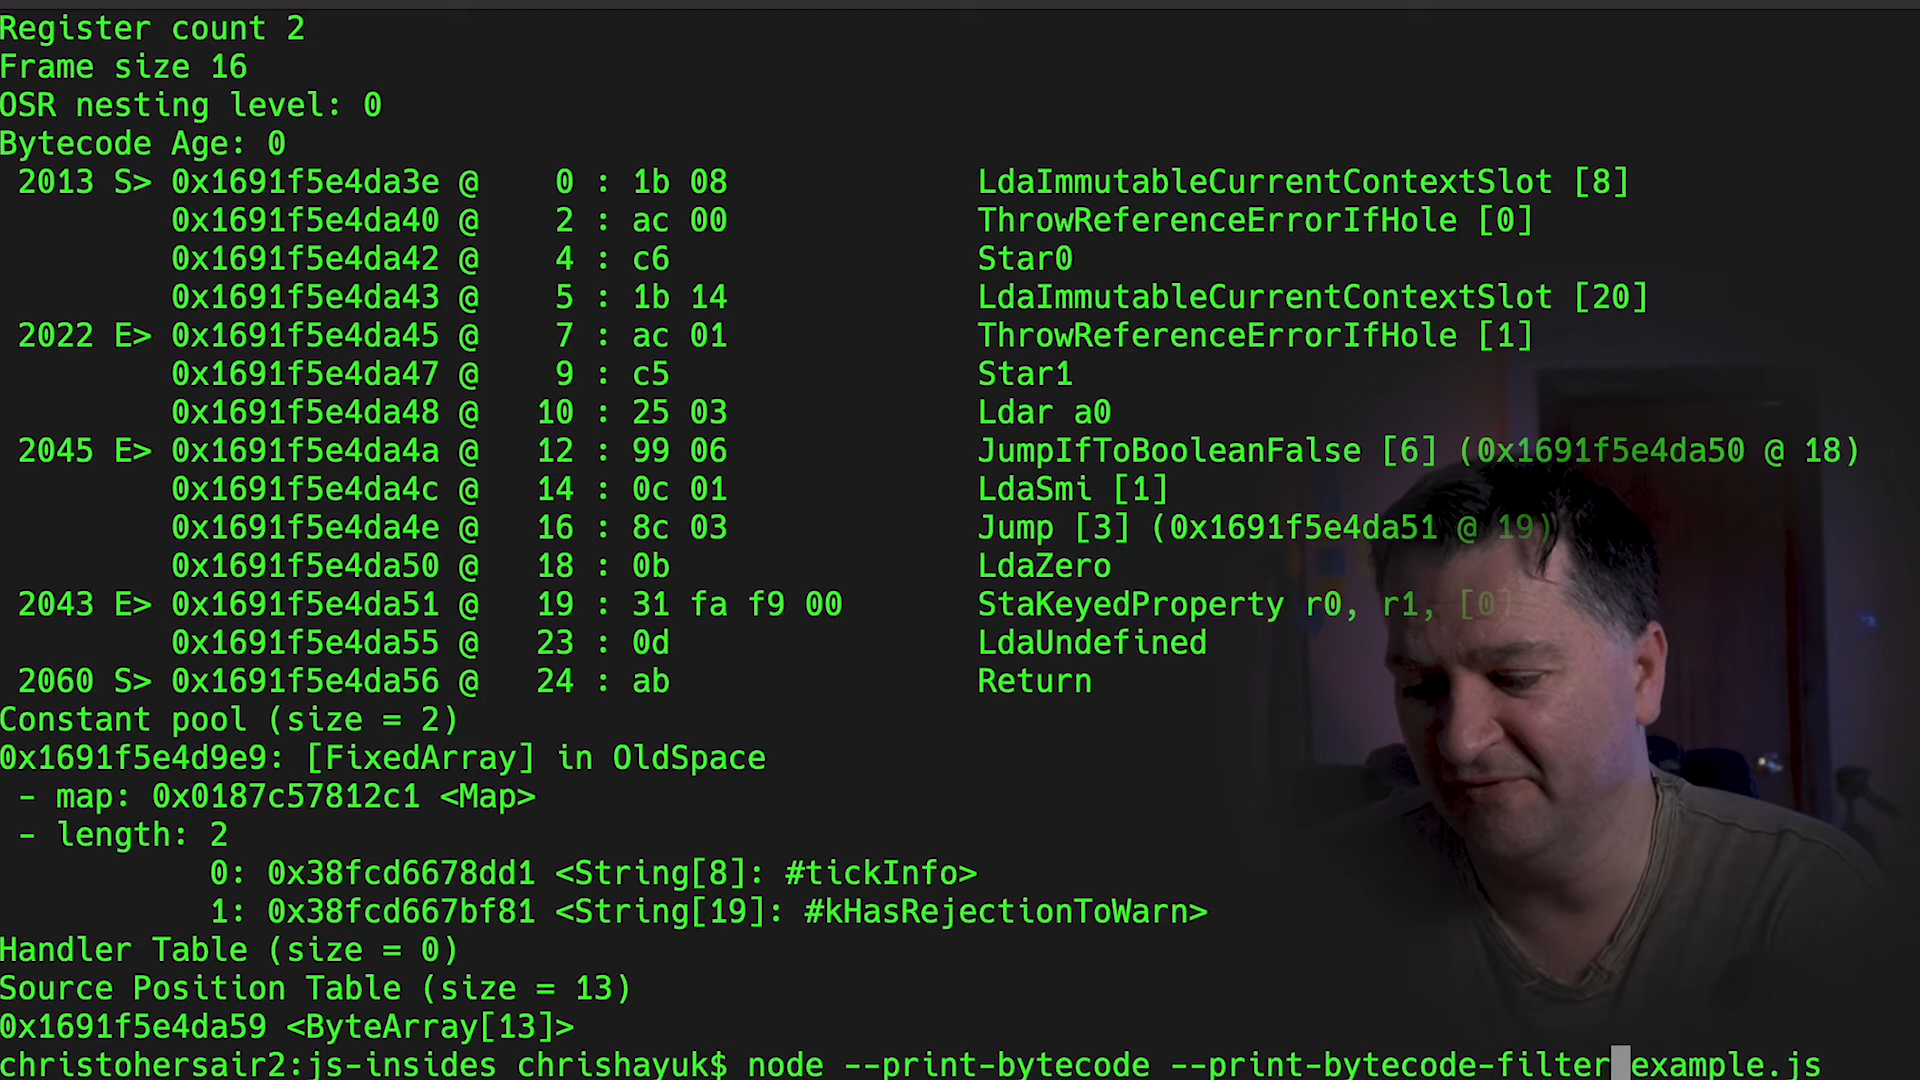 Register count 2
Frame size 16
OSR nesting level: 0
Bytecode Age: 0
2013 S> 0x1691f5e4da3e @ 0 : 1b 08 LdaImmutableCurrentContextSlot [8]
0x1691f5e4da40 @ 2 : ac 00 ThrowReferenceErrorIfHole [0]
0x1691f5e4da42 @ 4 : c6 Star0
0x1691f5e4da43 @ 5 : 1b 14 LdaImmutableCurrentContextSlot [20]
2022 E> 0x1691f5e4da45 @ 7 : ac 01 ThrowReferenceErrorIfHole [1]
0x1691f5e4da47 @ 9 : c5 Star1
0x1691f5e4da48 @ 10 : 25 03 Ldar a0
2045 E> 0x1691f5e4da4a @ 12 : 99 06 JumpIfToBooleanFalse [6] (0x1691f5e4da50 @ 18)
0x1691f5e4da4c @ 14 : 0c 01 LdaSmi [1]
0x1691f5e4da4e @ 16 : 8c 03 Jump [3] (0x1691f5e4da51 @ 19)
0x1691f5e4da50 @ 18 : 0b LdaZero
2043 E> 0x1691f5e4da51 @ 19 : 31 fa f9 00 StaKeyedProperty r0, r1, [0]
0x1691f5e4da55 @ 23 : 0d LdaUndefined
2060 S> 0x1691f5e4da56 @ 24 : ab Return
Constant pool (size = 2)
0x1691f5e4d9e9: [FixedArray] in OldSpace
- map: 0x0187c57812c1 <Map>
- length: 2
0: 0x38fcd6678dd1 <String[8]: #tickInfo>
1: 0x38fcd667bf81 <String[19]: #kHasRejectionToWarn>
Handler Table (size = 0)
Source Position Table (size = 13)
0x1691f5e4da59 <ByteArray[13]>
christohersair2:js-insides chrishayuk$ node --print-bytecode --print-bytecode-filter example.js